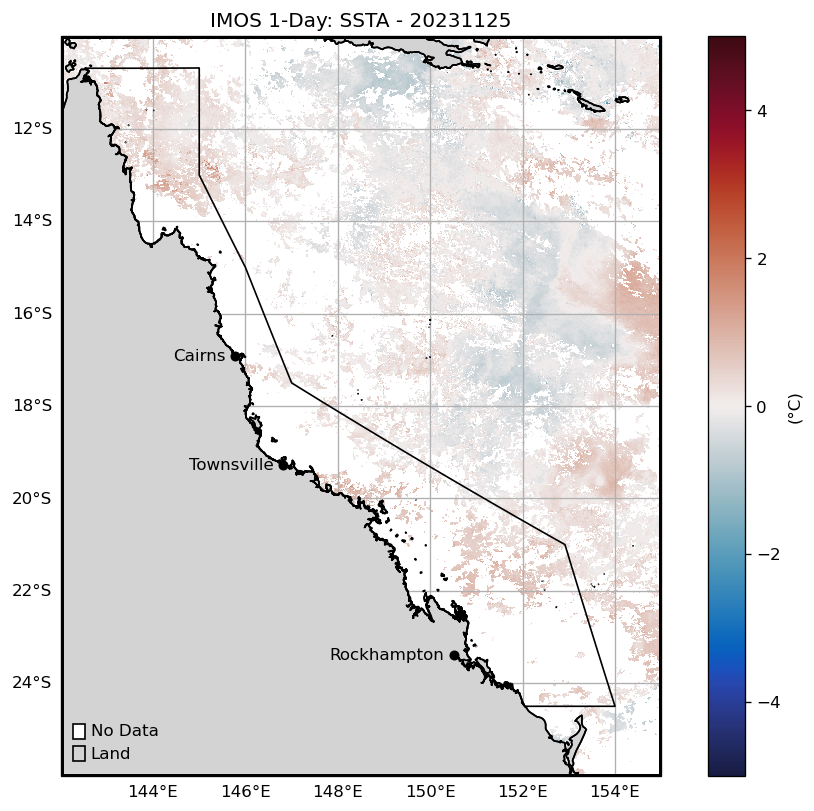 IMOS 1-Day: SSTA - 20231125
12°S
14°S
16°S
18°S
20°S
22°S
24°S
Cairns
Townsville
Rockhampton
No Data
Land
144°E 146°E 148°E 150°E 152°E 154°E
4
2
0
−2
−4
(°C)